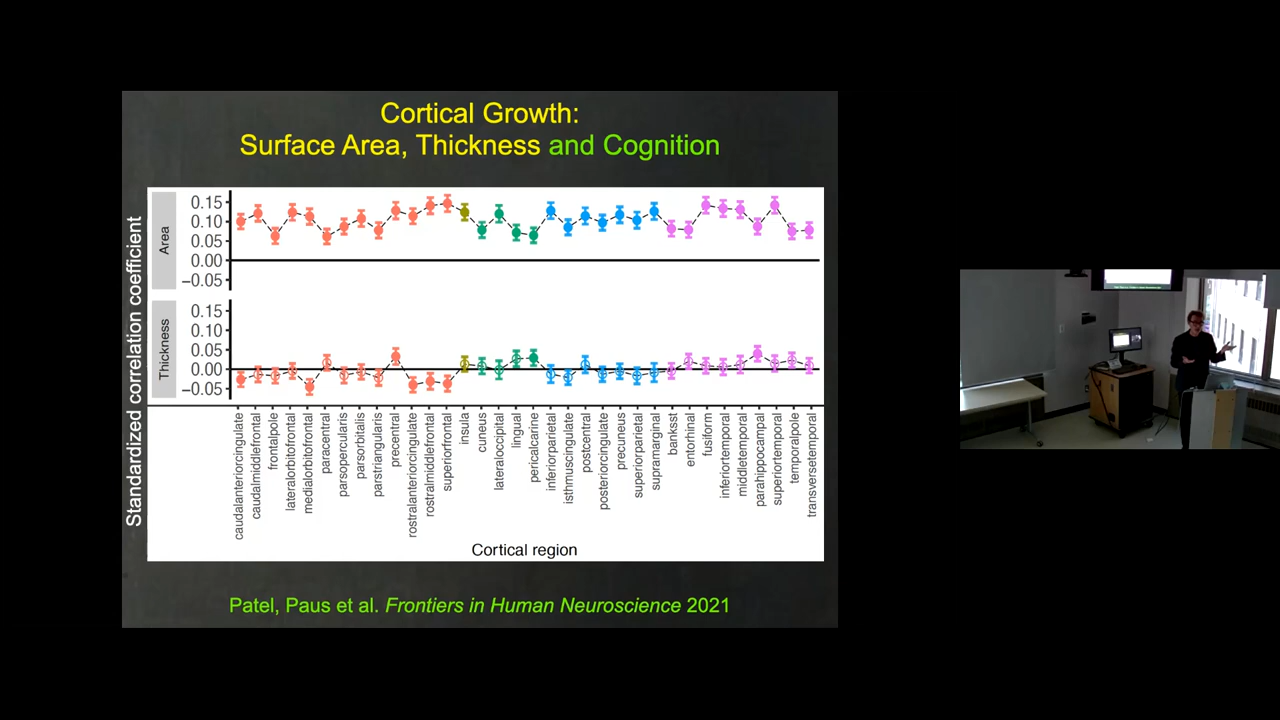 Cortical Growth:
Surface Area, Thickness and Cognition
Standardized correlation coefficient
Area
0.15
0.10
0.05
0.00
−0.05
Thickness
0.15
0.10
0.05
0.00
−0.05
caudalanteriorcingulate
caudalmiddlefrontal
frontalpole
lateralorbitofrontal
medialorbitofrontal
paracentral
parsopercularis
parsorbitalis
parstriangularis
precentral
rostralanteriorcingulate
rostralmiddlefrontal
superiorfrontal
insula
cuneus
lateraloccipital
lingual
pericalcarine
inferiorparietal
isthmuscingulate
postcentral
posteriorcingulate
precuneus
superiorparietal
supramarginal
bankssts
entorhinal
fusiform
inferiortemporal
middletemporal
parahippocampal
superiortemporal
temporalpole
transversetemporal
Cortical region
Patel, Paus et al. Frontiers in Human Neuroscience 2021